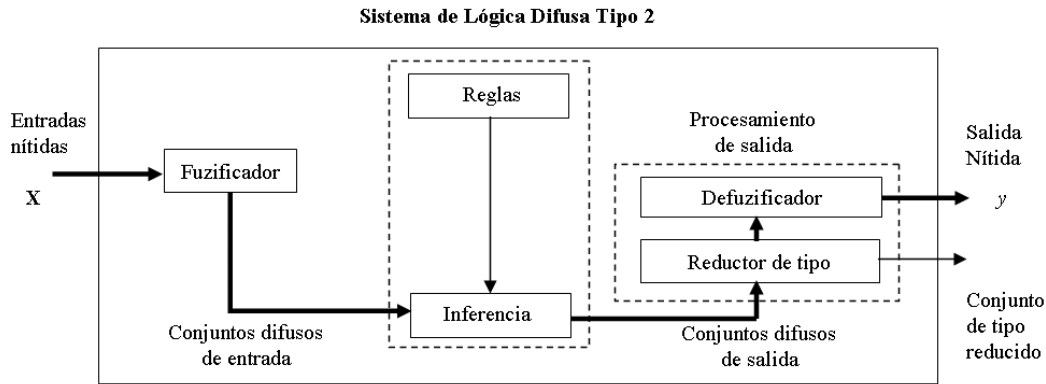 Sistema de Lógica Difusa Tipo 2
Entradas
nítidas
X
Fuzificador
Reglas
Inferencia
Conjuntos difusos
de entrada
Procesamiento
de salida
Defuzificador
Reductor de tipo
Conjuntos difusos
de salida
Salida
Nítida
y
Conjunto
de tipo
reducido